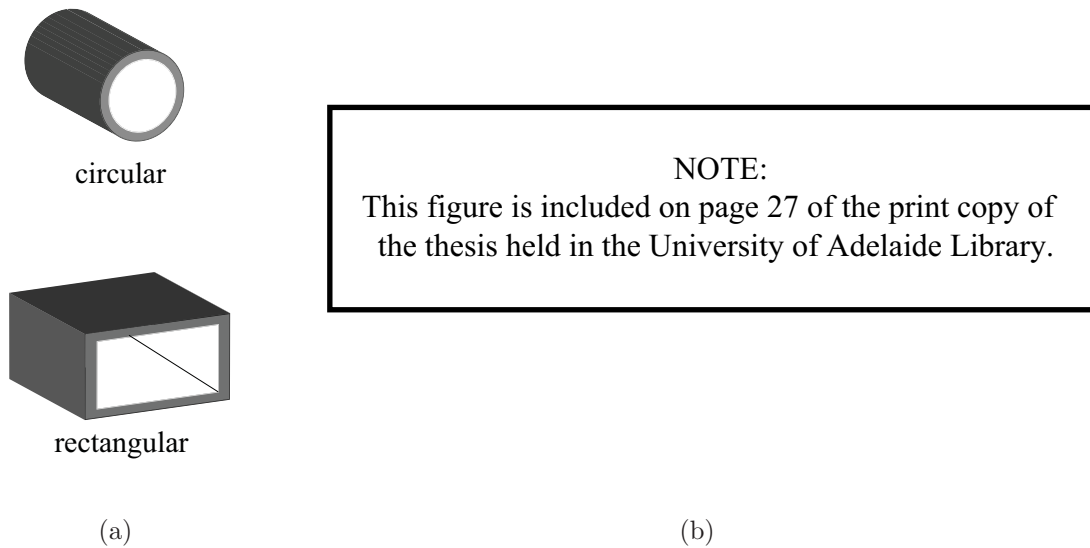 circular
NOTE:
This figure is included on page 27 of the print copy of
the thesis held in the University of Adelaide Library.
rectangular
(a)
(b)